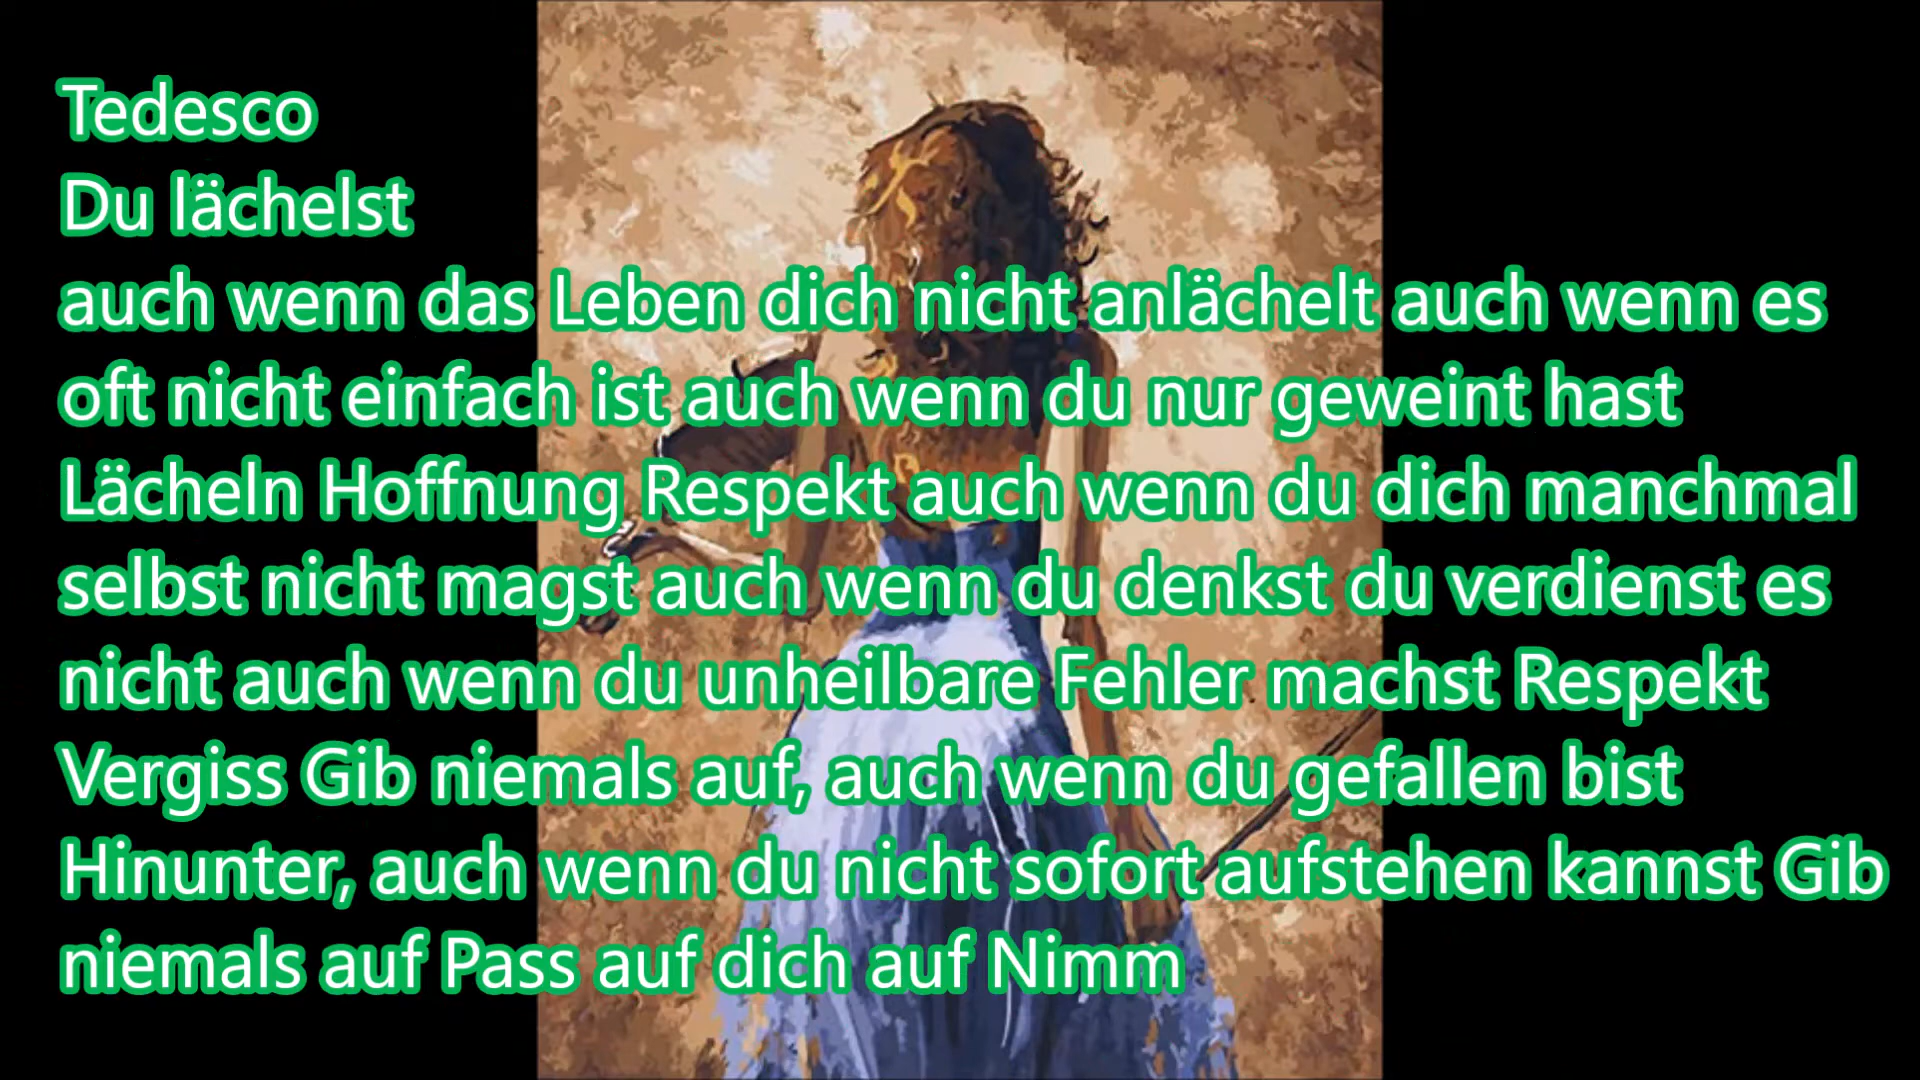 Tedesco
Du lächelst
auch wenn das Leben dich nicht anlächelt auch wenn es
oft nicht einfach ist auch wenn du nur geweint hast
Lächeln Hoffnung Respekt auch wenn du dich manchmal
selbst nicht magst auch wenn du denkst du verdienst es
nicht auch wenn du unheilbare Fehler machst Respekt
Vergiss Gib niemals auf, auch wenn du gefallen bist
Hinunter, auch wenn du nicht sofort aufstehen kannst Gib
niemals auf Pass auf dich auf Nimm